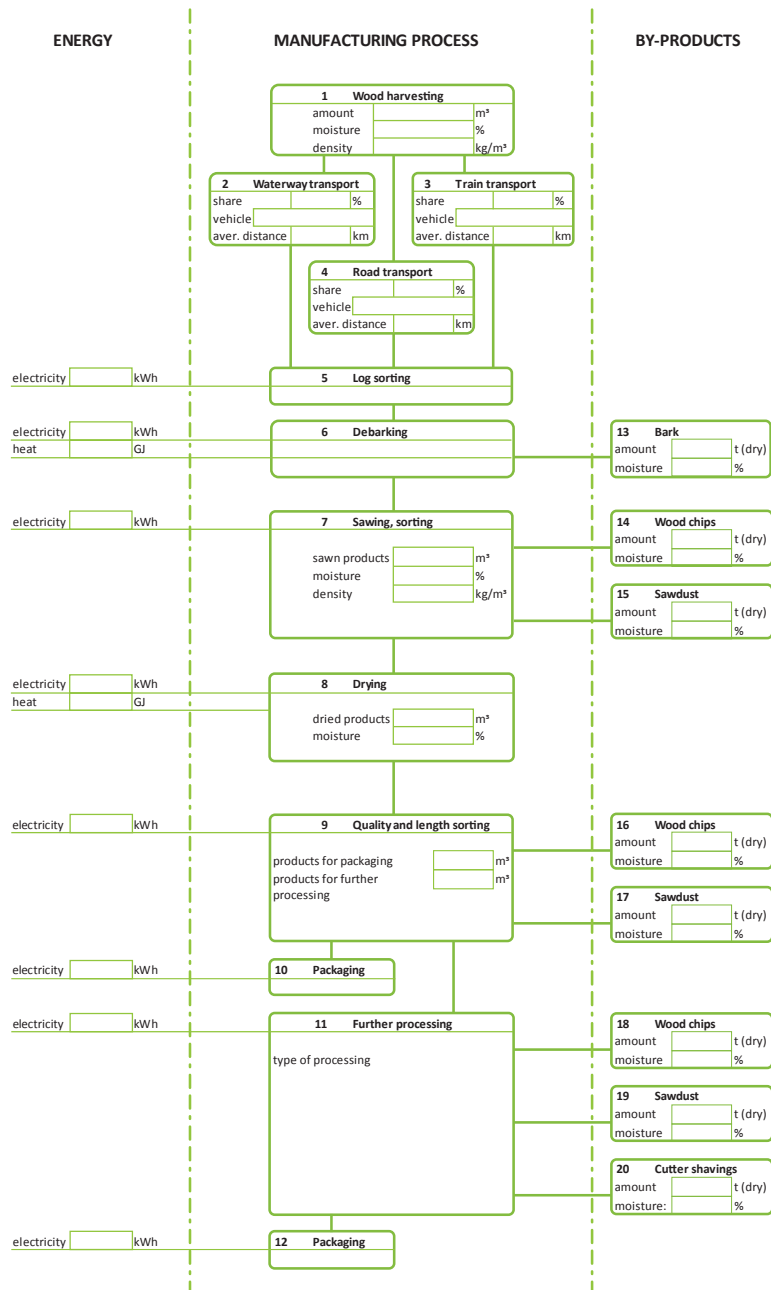 ENERGY MANUFACTURING PROCESS BY-PRODUCTS
1 Wood harvesting
amount m³
moisture %
density kg/m³
2 Waterway transport
share %
vehicle
aver. distance km
3 Train transport
share %
vehicle
aver. distance km
4 Road transport
share %
vehicle
aver. distance km
electricity kWh
5 Log sorting
electricity kWh
heat GJ
6 Debarking
13 Bark
amount t (dry)
moisture %
electricity kWh
7 Sawing, sorting
sawn products m³
moisture %
density kg/m³
14 Wood chips
amount t (dry)
moisture %
15 Sawdust
amount t (dry)
moisture %
electricity kWh
heat GJ
8 Drying
dried products m³
moisture %
electricity kWh
9 Quality and length sorting
products for packaging m³
products for further m³
processing
16 Wood chips
amount t (dry)
moisture %
17 Sawdust
amount t (dry)
moisture %
electricity kWh
10 Packaging
electricity kWh
11 Further processing
type of processing
18 Wood chips
amount t (dry)
moisture %
19 Sawdust
amount t (dry)
moisture %
20 Cutter shavings
amount t (dry)
moisture: %
electricity kWh
12 Packaging